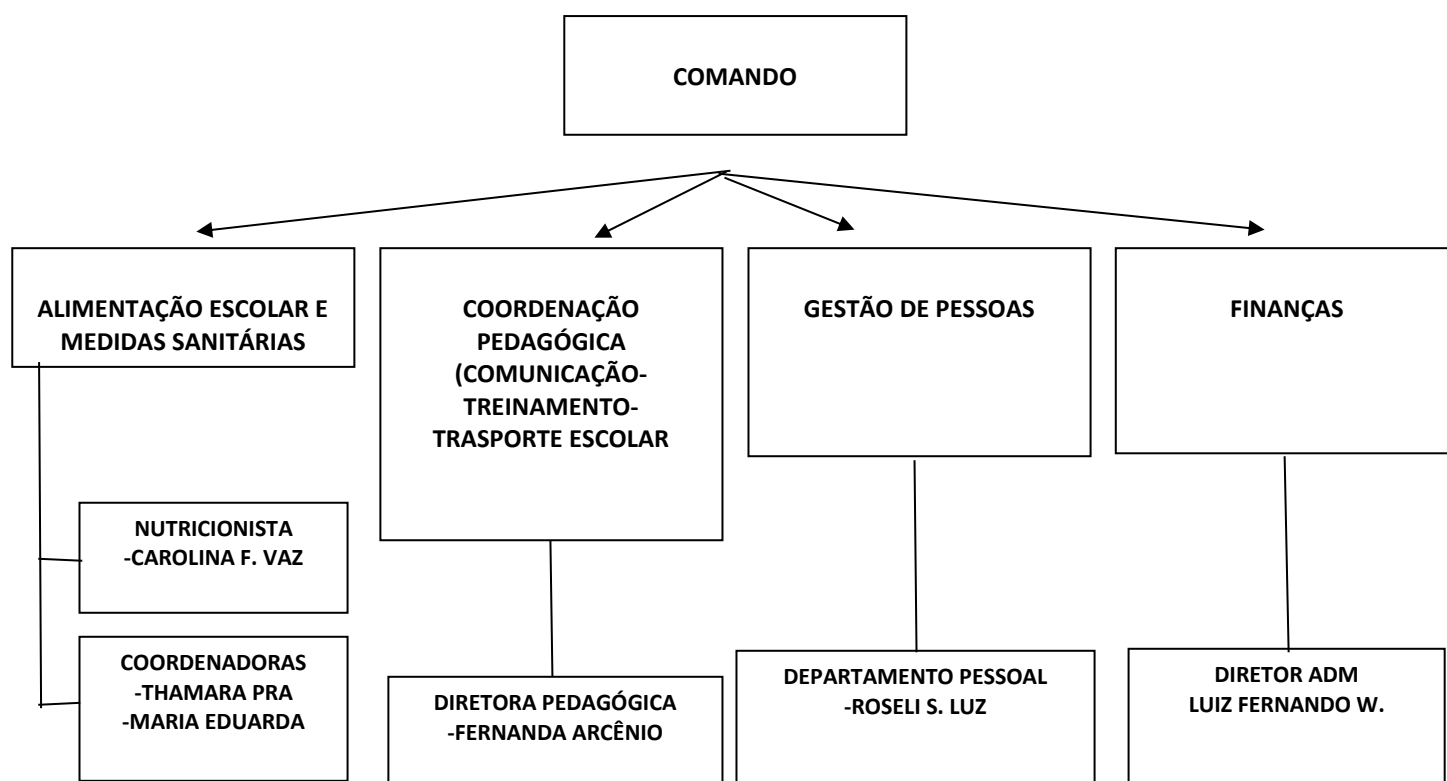 COMANDO
ALIMENTAÇÃO ESCOLAR E
MEDIDAS SANITÁRIAS
COORDENAÇÃO
PEDAGÓGICA
(COMUNICAÇÃO-
TREINAMENTO-
TRASPORTE ESCOLAR
GESTÃO DE PESSOAS
FINANÇAS
NUTRICIONISTA
-CAROLINA F. VAZ
COORDENADORAS
-THAMARA PRA
-MARIA EDUARDA
DIRETORA PEDAGÓGICA
-FERNANDA ARCÊNIO
DEPARTAMENTO PESSOAL
-ROSELI S. LUZ
DIRETOR ADM
LUIZ FERNANDO W.